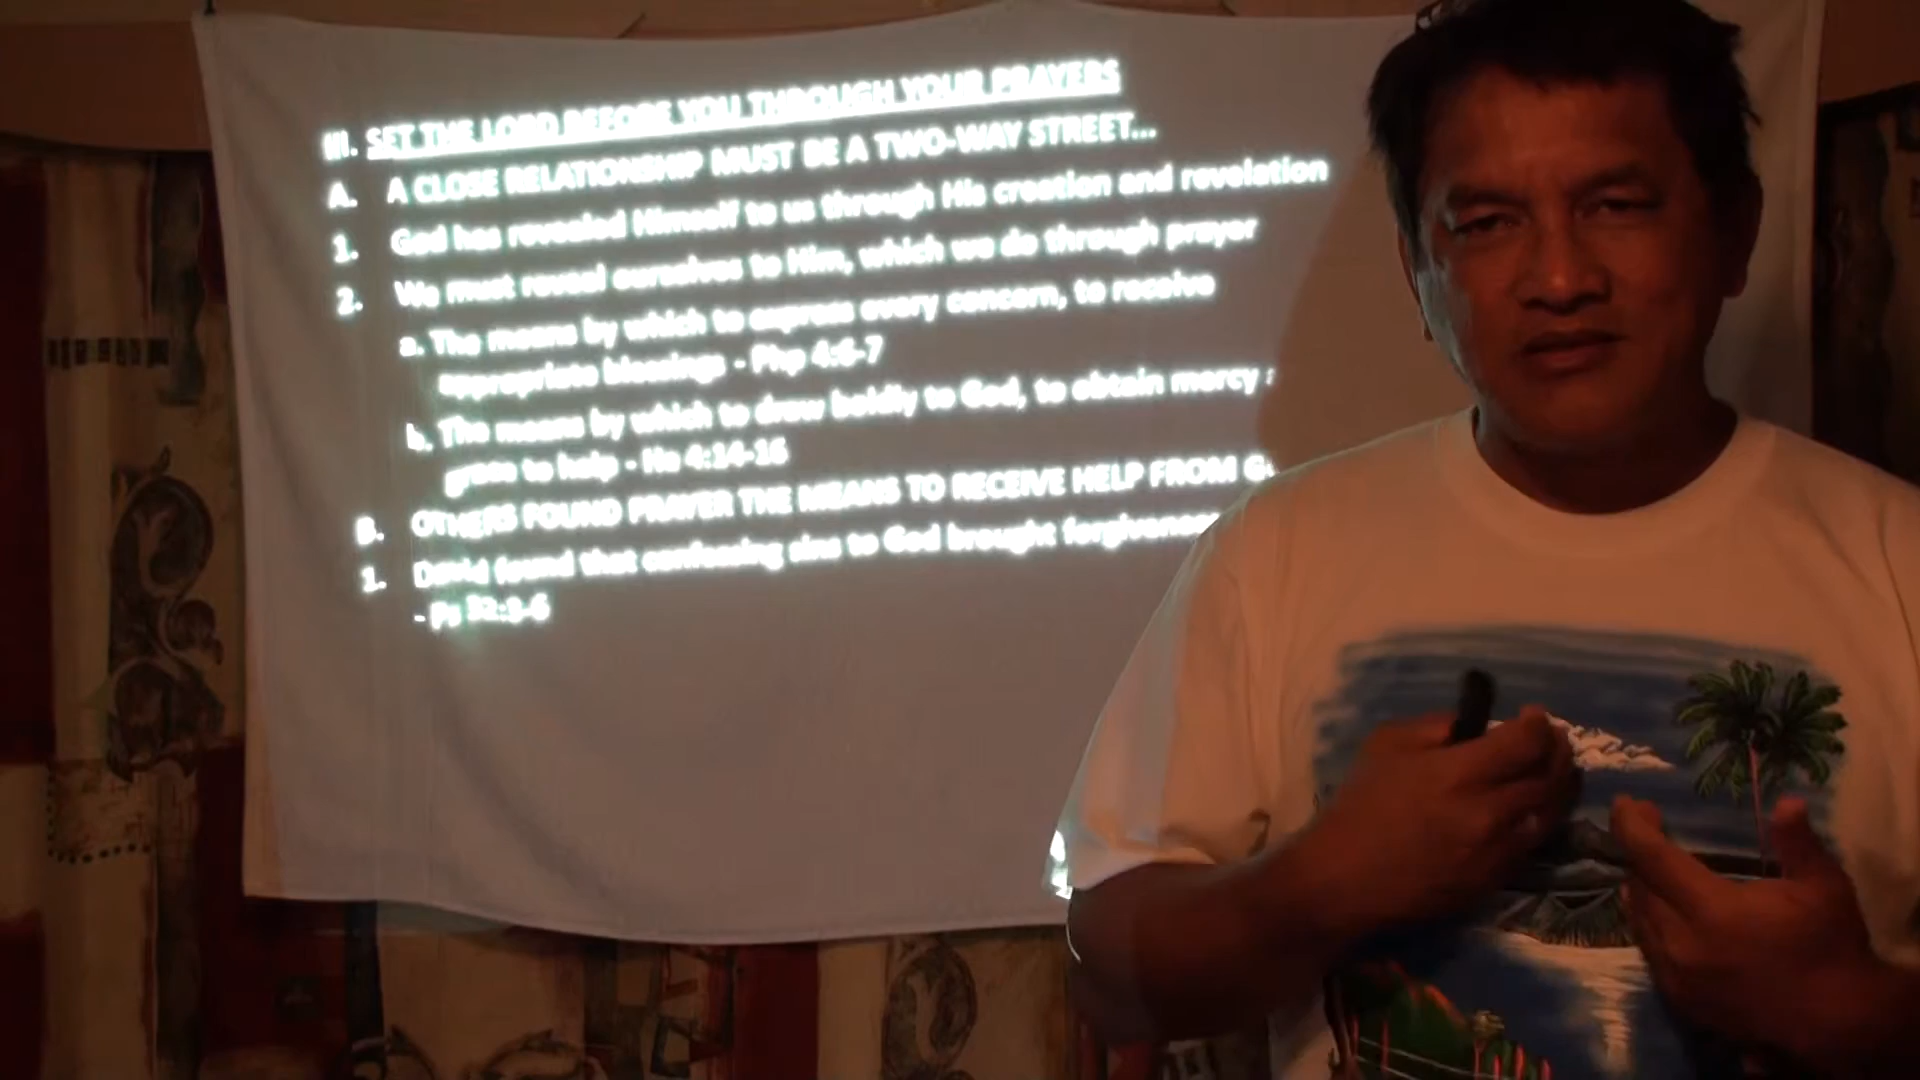 III. SET THE LORD BEFORE YOU THROUGH YOUR PRAYERS
A. A CLOSE RELATIONSHIP MUST BE A TWO-WAY STREET...
1. God has revealed Himself to us through His creation and revelation
2. We must reveal ourselves to Him, which we do through prayer
a. The means by which to express every concern, to receive
appropriate blessings - Php 4:6-7
b. The means by which to draw boldly to God, to obtain mercy
grace to help - He 4:14-16
B. OTHERS FOUND PRAYER THE MEANS TO RECEIVE HELP FROM
1. David found that confessing sins to God brought
- Ps